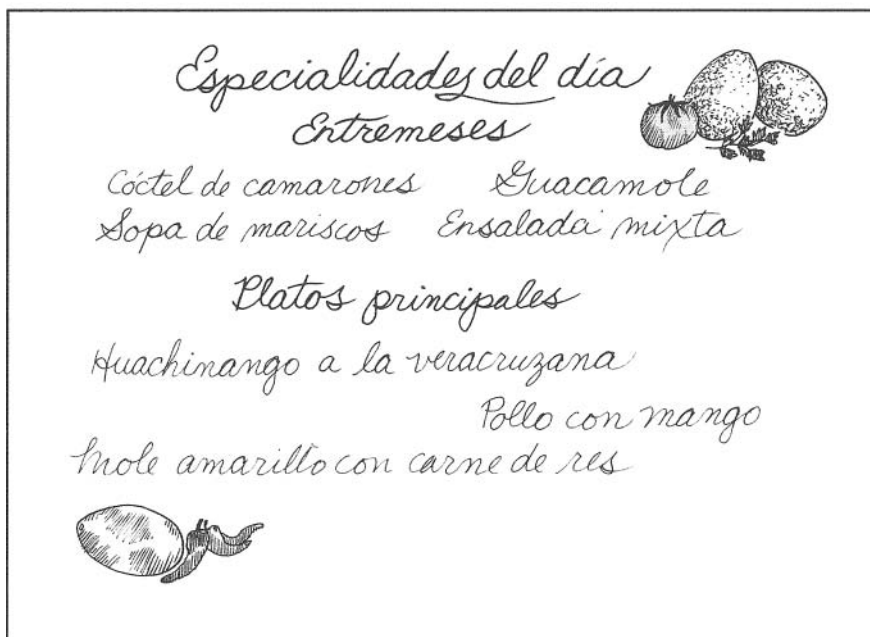 Especialidades del día
Entremeses
Cóctel de camarones Guacamole
Sopa de mariscos Ensalada mixta
Platos principales
Huachinango a la veracruzana
Pollo con mango
Mole amarillo con carne de res